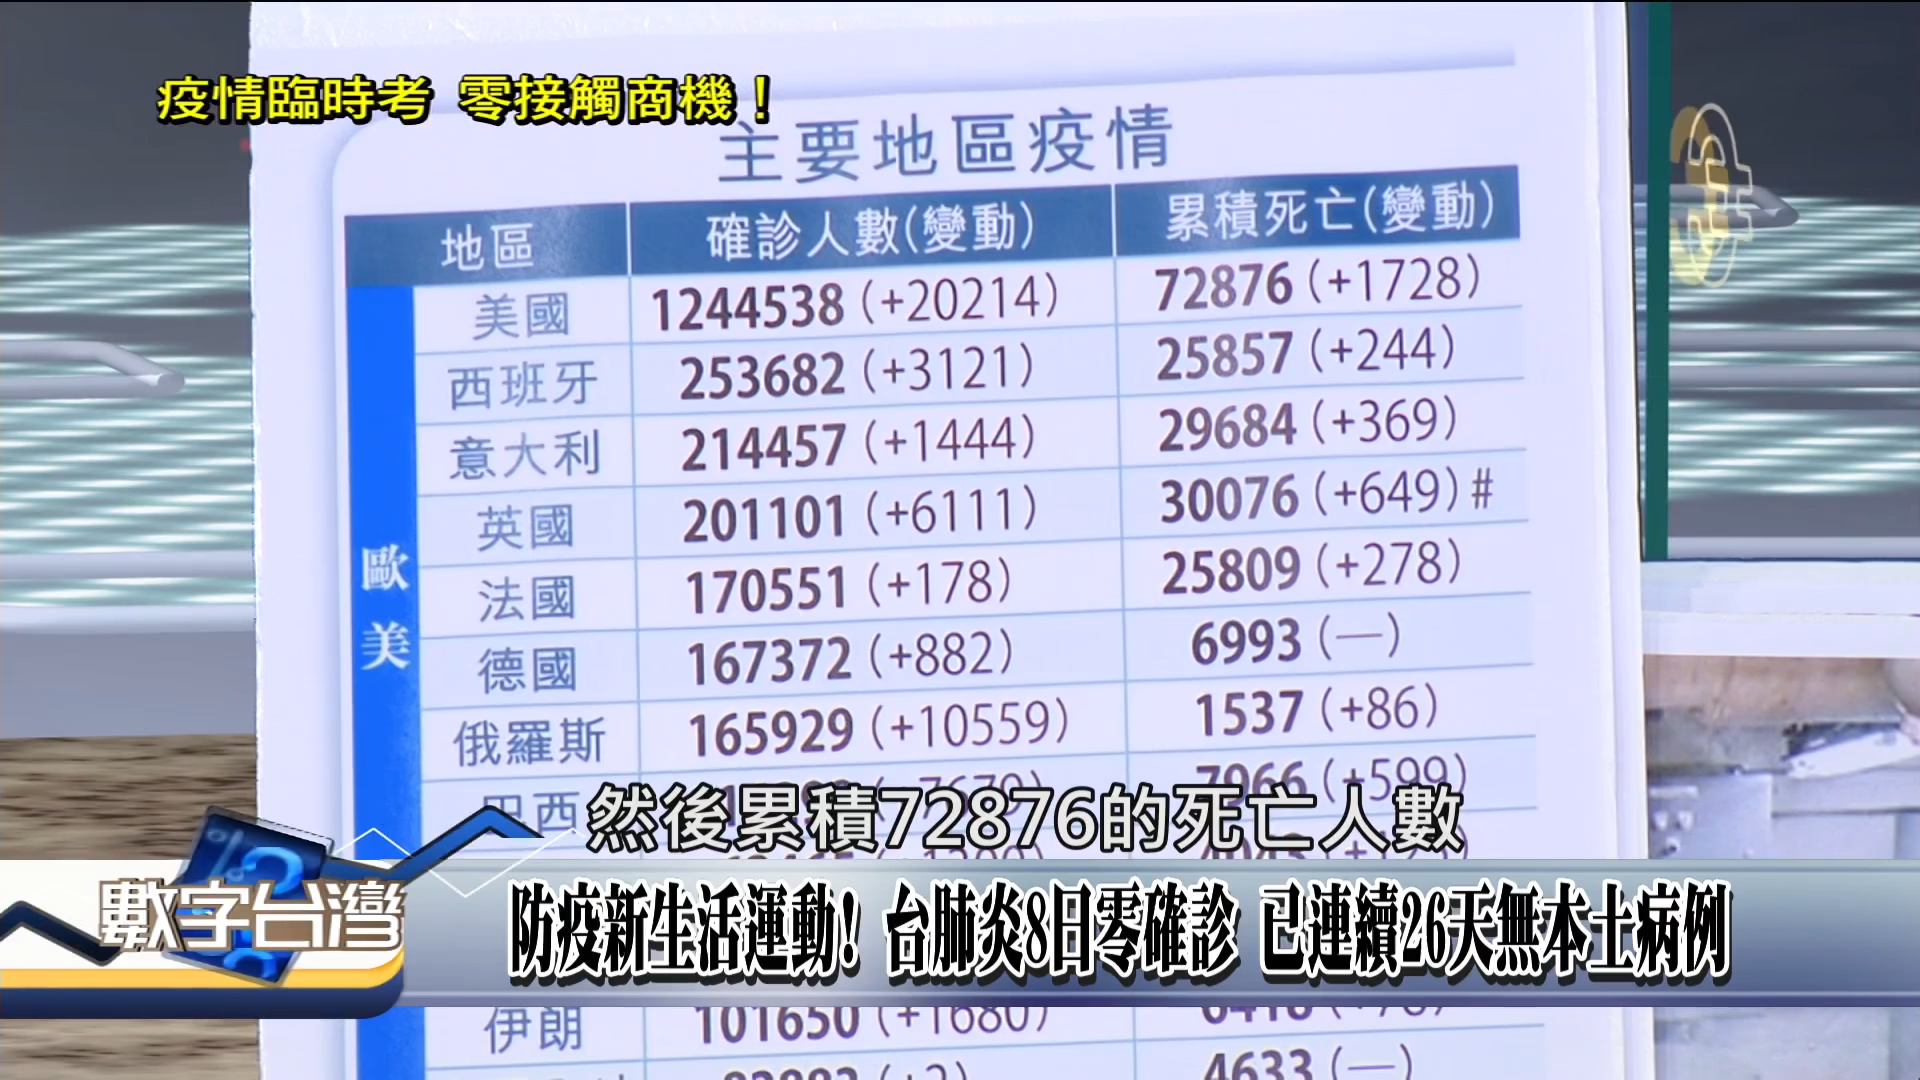 疫情臨時考 零接觸商機！
主要地區疫情
地區 確診人數(變動) 累積死亡(變動)
歐美
美國 1244538 (+20214) 72876 (+1728)
西班牙 253682 (+3121) 25857 (+244)
意大利 214457 (+1444) 29684 (+369)
英國 201101 (+6111) 30076 (+649)#
法國 170551 (+178) 25809 (+278)
德國 167372 (+882) 6993 (—)
俄羅斯 165929 (+10559) 1537 (+86)
巴西 7966 (+599)
然後累積72876的死亡人數
數字台灣
防疫新生活運動! 台肺炎8日零確診 已連續26天無本土病例
伊朗 101650 (+1680)
4633 (—)